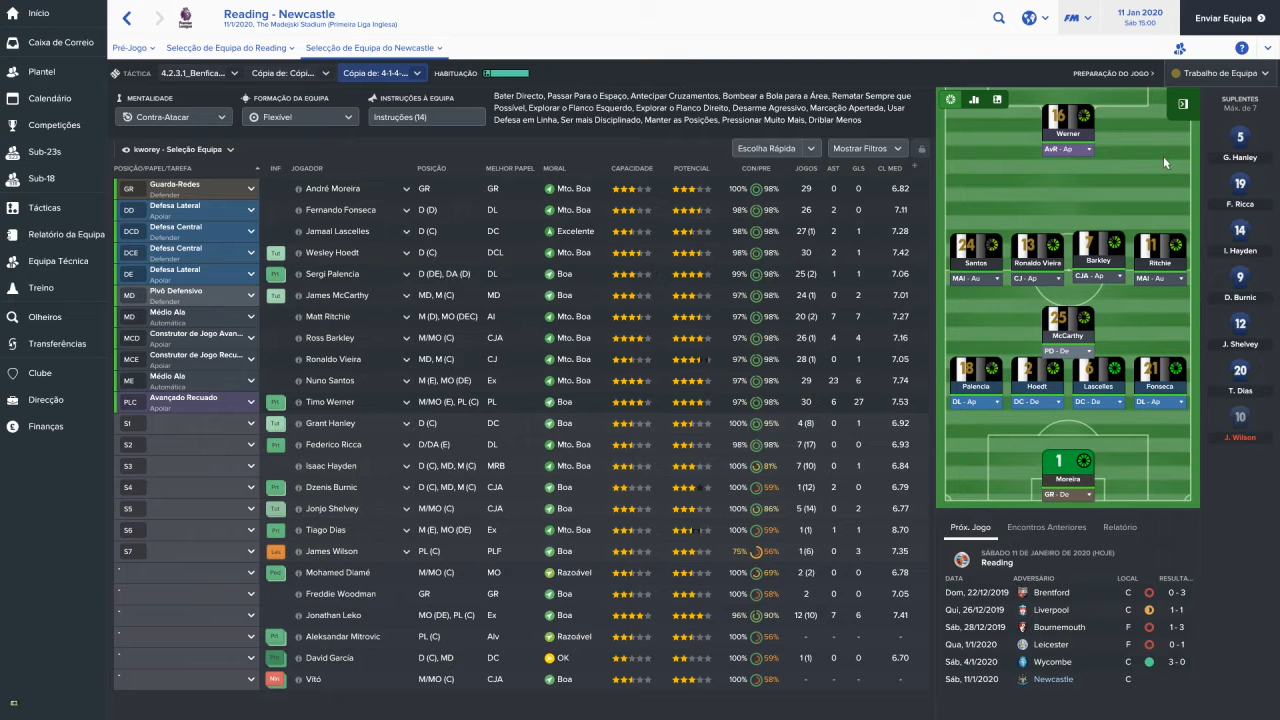 Início
Caixa de Correio
Plantel
Calendário
Competições
Sub-23s
Sub-18
Tácticas
Relatório da Equipa
Equipa Técnica
Treino
Olheiros
Transferências
Clube
Direcção
Finanças
Reading - Newcastle
11/1/2020, The Madejski Stadium (Primeira Liga Inglesa)
FM
11 Jan 2020
Sáb 15:00
Enviar Equipa
Pré-Jogo
Selecção de Equipa do Reading
Selecção de Equipa do Newcastle
TÁCTICA
4.2.3.1_Benfica...
Cópia de: Cópi...
Cópia de: 4-1-4-...
HABITUAÇÃO
PREPARAÇÃO DO JOGO >
Trabalho de Equipa
MENTALIDADE
Contra-Atacar
FORMAÇÃO DA EQUIPA
Flexível
INSTRUÇÕES À EQUIPA
Instruções (14)
Bater Directo, Passar Para o Espaço, Antecipar Cruzamentos, Bombear a Bola para a Área, Rematar Sempre que
Possível, Explorar o Flanco Esquerdo, Explorar o Flanco Direito, Desarme Agressivo, Marcação Apertada, Usar
Defesa em Linha, Ser mais Disciplinado, Manter as Posições, Pressionar Muito Mais, Driblar Menos
kworey - Seleção Equipa
Escolha Rápida
Mostrar Filtros
POSIÇÃO/PAPEL/TAREFA INF JOGADOR POSIÇÃO MELHOR PAPEL MORAL CAPACIDADE POTENCIAL CON/PRE JOGOS AST GLS CL MED
GR Guarda-Redes Defender André Moreira GR GR Mto. Boa 100% 98% 29 0 0 6.82
DD Defesa Lateral Apoiar Fernando Fonseca D (D) DL Mto. Boa 98% 98% 26 2 0 7.11
DCD Defesa Central Defender Jamaal Lascelles D (C) DC Excelente 98% 98% 27 (1) 2 1 7.28
DCE Defesa Central Defender Tut Wesley Hoedt D (C) DCL Mto. Boa 98% 98% 30 2 1 7.42
DE Defesa Lateral Apoiar Prt Sergi Palencia D (DE), DA (D) DL Boa 99% 98% 25 (2) 1 1 7.06
MD Pivô Defensivo Defender Tut James McCarthy MD, M (C) MD Boa 97% 98% 24 (1) 2 2 7.01
MD Médio Ala Automática Matt Ritchie M (D), MO (DEC) AI Mto. Boa 97% 98% 20 (2) 7 7 7.27
MCD Construtor de Jogo Avan... Apoiar Ross Barkley M/MO (C) CJA Mto. Boa 97% 98% 26 (1) 4 4 7.16
MCE Construtor de Jogo Recu... Apoiar Ronaldo Vieira MD, M (C) CJ Mto. Boa 97% 98% 28 (1) 1 0 7.05
ME Médio Ala Automática Nuno Santos M (E), MO (DE) Ex Mto. Boa 97% 98% 29 23 6 7.74
PLC Avançado Recuado Apoiar Prt Timo Werner M/MO (E), PL (C) PL Boa 97% 98% 30 6 27 7.53
S1 Tut Grant Hanley D (C) DC Boa 100% 95% 4 (8) 0 1 6.92
S2 Prt Federico Ricca D/DA (E) DL Boa 98% 98% 7 (17) 0 0 6.93
S3 Isaac Hayden D (C), MD, M (C) MRB Mto. Boa 100% 81% 7 (10) 0 1 6.84
S4 Prt Dzenis Burnic D (C), MD, M (C) CJA Boa 100% 59% 1 (12) 2 0 6.79
S5 Tut Jonjo Shelvey M/MO (C) CJA Boa 100% 86% 5 (14) 0 2 6.77
S6 Prt Tiago Dias M (E), MO (DE) Ex Mto. Boa 100% 59% 1 (1) 1 1 8.70
S7 Les James Wilson PL (C) PLF Boa 75% 56% 1 (6) 0 3 7.35
- Ped Mohamed Diamé M/MO (C) MO Razoável 100% 69% 2 (2) 0 0 6.78
- Freddie Woodman GR GR Boa 100% 58% 2 0 0 7.05
- Jonathan Leko MO (DE), PL (C) Ex Boa 96% 90% 12 (10) 7 6 7.41
- Prt Aleksandar Mitrovic PL (C) Alv Razoável 100% 56% - - - -
- David García D (C), MD DC OK 100% 59% 1 (1) 0 0 6.70
- Nin Vitó M/MO (C) CJA Boa 100% 58% - - - -
16
Werner
AvR - Ap
24 13 7 11
Santos Ronaldo Vieira Barkley Ritchie
MAl - Au CJ - Ap CJA - Ap MAl - Au
25
McCarthy
PD - De
18 2 6 21
Palencia Hoedt Lascelles Fonseca
DL - Ap DC - De DC - De DL - Ap
1
Moreira
GR - De
SUPLENTES
Máx. de 7
5
G. Hanley
19
F. Ricca
14
I. Hayden
9
D. Burnic
12
J. Shelvey
20
T. Dias
10
J. Wilson
Próx. Jogo
Encontros Anteriores
Relatório
SÁBADO 11 DE JANEIRO DE 2020 (HOJE)
Reading
DATA ADVERSÁRIO LOCAL RESULTA...
Dom, 22/12/2019 Brentford C 0 - 3
Qui, 26/12/2019 Liverpool C 1 - 1
Sáb, 28/12/2019 Bournemouth F 1 - 3
Qua, 1/1/2020 Leicester F 0 - 1
Sáb, 4/1/2020 Wycombe C 3 - 0
Sáb, 11/1/2020 Newcastle C